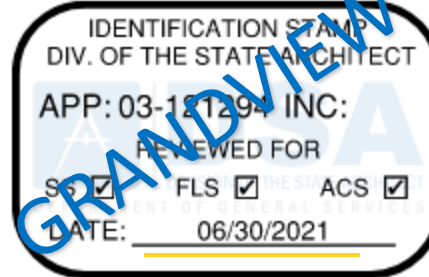 IDENTIFICATION STAMP
DIV. OF THE STATE ARCHITECT
APP: 03-121294 INC:
REVIEWED FOR
SS ☑ FLS ☑ ACS ☑
DATE: 06/30/2021
GRANDVIEW
DSA